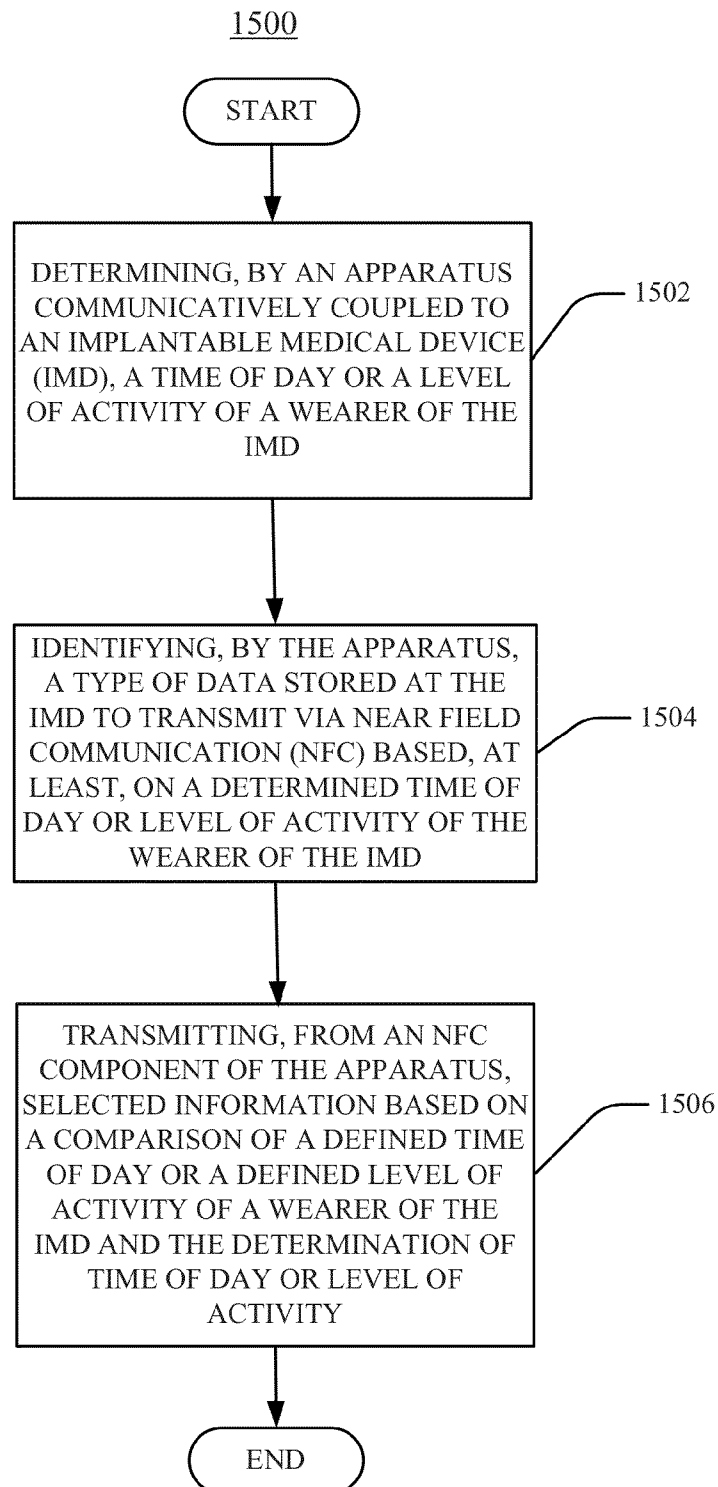 1500
START
DETERMINING, BY AN APPARATUS
COMMUNICATIVELY COUPLED TO
AN IMPLANTABLE MEDICAL DEVICE
(IMD), A TIME OF DAY OR A LEVEL
OF ACTIVITY OF A WEARER OF THE
IMD
1502
IDENTIFYING, BY THE APPARATUS,
A TYPE OF DATA STORED AT THE
IMD TO TRANSMIT VIA NEAR FIELD
COMMUNICATION (NFC) BASED, AT
LEAST, ON A DETERMINED TIME OF
DAY OR LEVEL OF ACTIVITY OF THE
WEARER OF THE IMD
1504
TRANSMITTING, FROM AN NFC
COMPONENT OF THE APPARATUS,
SELECTED INFORMATION BASED ON
A COMPARISON OF A DEFINED TIME
OF DAY OR A DEFINED LEVEL OF
ACTIVITY OF A WEARER OF THE
IMD AND THE DETERMINATION OF
TIME OF DAY OR LEVEL OF
ACTIVITY
1506
END